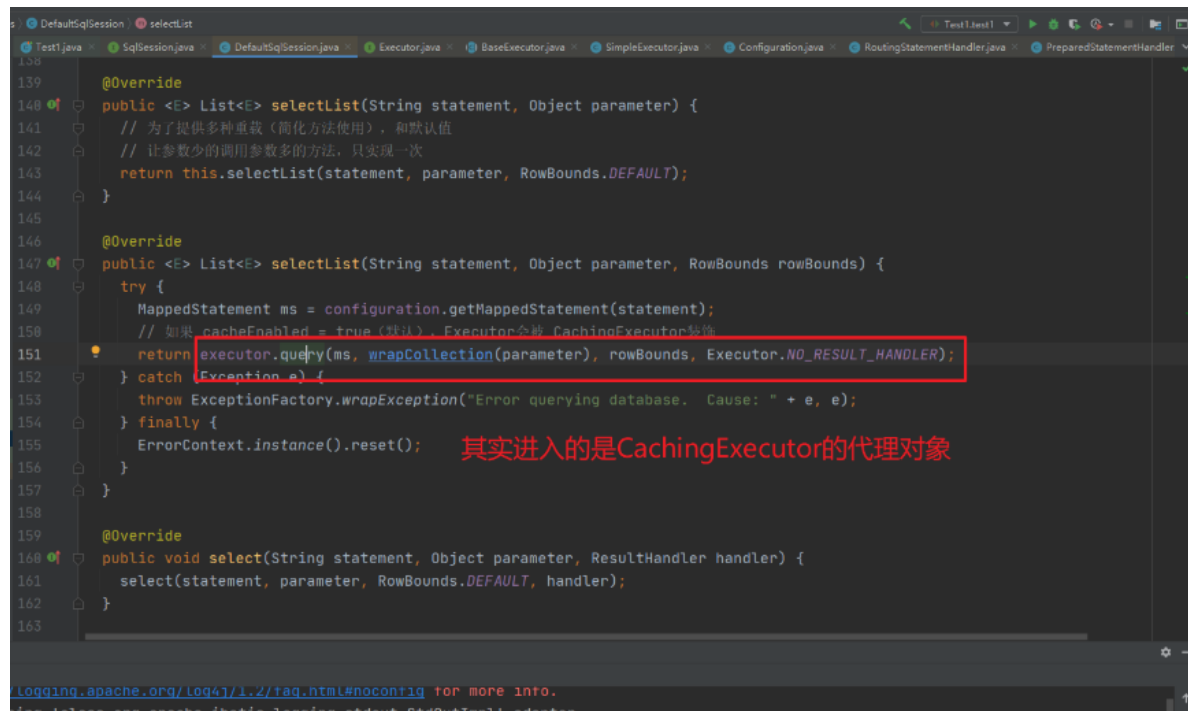 s DefaultSqlSession selectList Test1.test1
Test1.java SqlSession.java DefaultSqlSession.java Executor.java BaseExecutor.java SimpleExecutor.java Configuration.java RoutingStatementHandler.java PreparedStatementHandler
138
139 @Override
140 public <E> List<E> selectList(String statement, Object parameter) {
141 // 为了提供多种重载（简化方法使用），和默认值
142 // 让参数少的调用参数多的方法，只实现一次
143 return this.selectList(statement, parameter, RowBounds.DEFAULT);
144 }
145
146 @Override
147 public <E> List<E> selectList(String statement, Object parameter, RowBounds rowBounds) {
148 try {
149 MappedStatement ms = configuration.getMappedStatement(statement);
150 // 如果 cacheEnabled = true（默认），Executor会被 CachingExecutor装饰
151 return executor.query(ms, wrapCollection(parameter), rowBounds, Executor.NO_RESULT_HANDLER);
152 } catch (Exception e) {
153 throw ExceptionFactory.wrapException("Error querying database.  Cause: " + e, e);
154 } finally {
155 ErrorContext.instance().reset();
其实进入的是CachingExecutor的代理对象
156 }
157 }
158
159 @Override
160 public void select(String statement, Object parameter, ResultHandler handler) {
161 select(statement, parameter, RowBounds.DEFAULT, handler);
162 }
163
/logging.apache.org/log4j/1.2/faq.html#noconfig for more info.